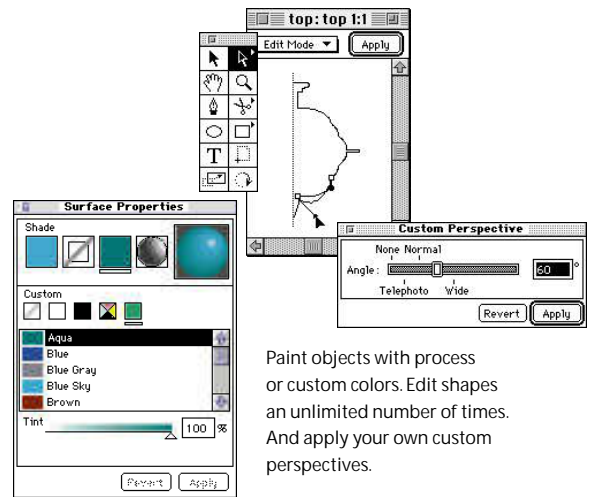 top: top 1:1
Edit Mode
Apply
T
Surface Properties
Shade
Custom
Aqua
Blue
Blue Gray
Blue Sky
Brown
Tint
100 %
Revert
Apply
Custom Perspective
None Normal
Angle: 60 °
Telephoto Wide
Revert
Apply
Paint objects with process
or custom colors. Edit shapes
an unlimited number of times.
And apply your own custom
perspectives.